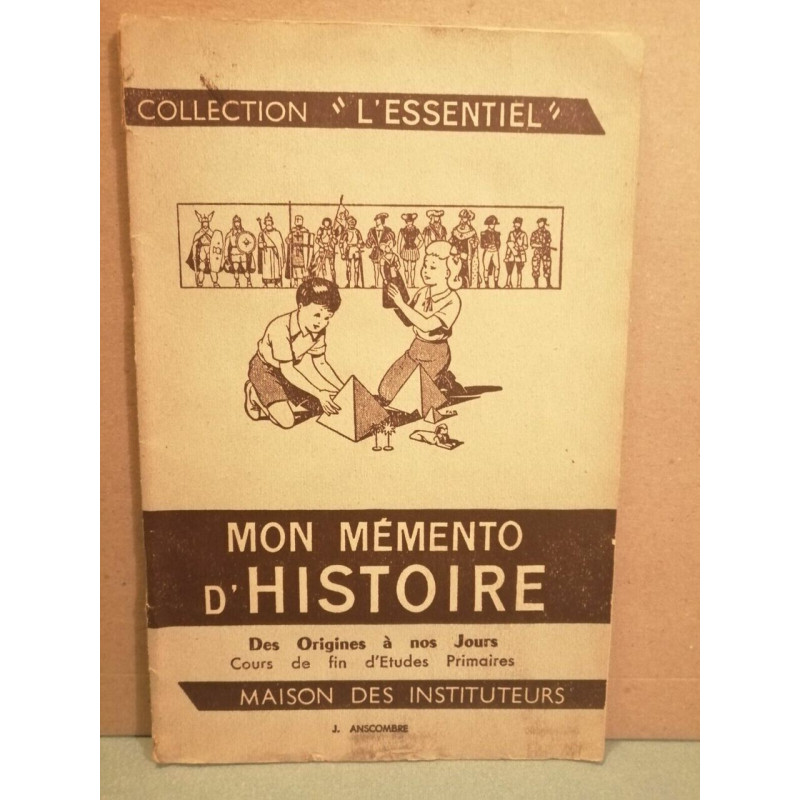 COLLECTION "L'ESSENTIEL"
MON MÉMENTO
D'HISTOIRE
Des Origines à nos Jours
Cours de fin d'Etudes Primaires
MAISON DES INSTITUTEURS
J. ANSCOMBRE